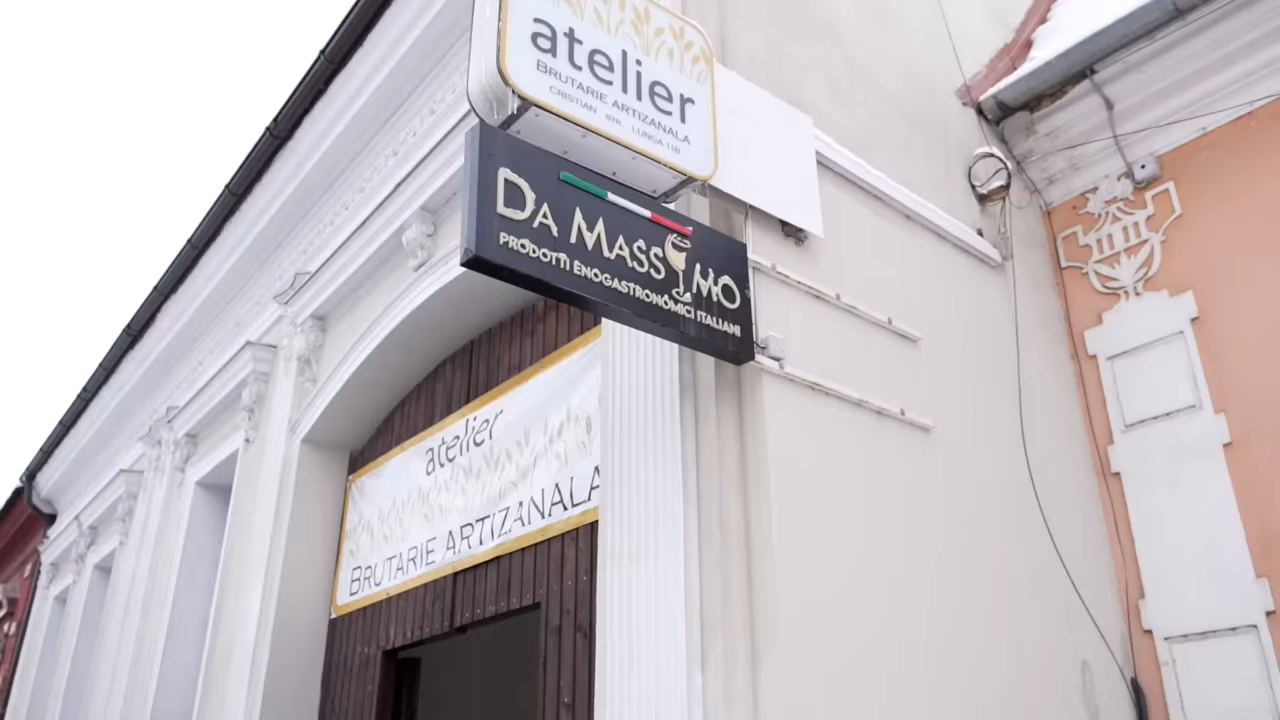 atelier
BRUTARIE ARTIZANALA
CRISTIAN STR. LUNGA 118
DA MASSIMO
PRODOTTI ENOGASTRONOMICI ITALIANI
atelier
BRUTARIE ARTIZANALA